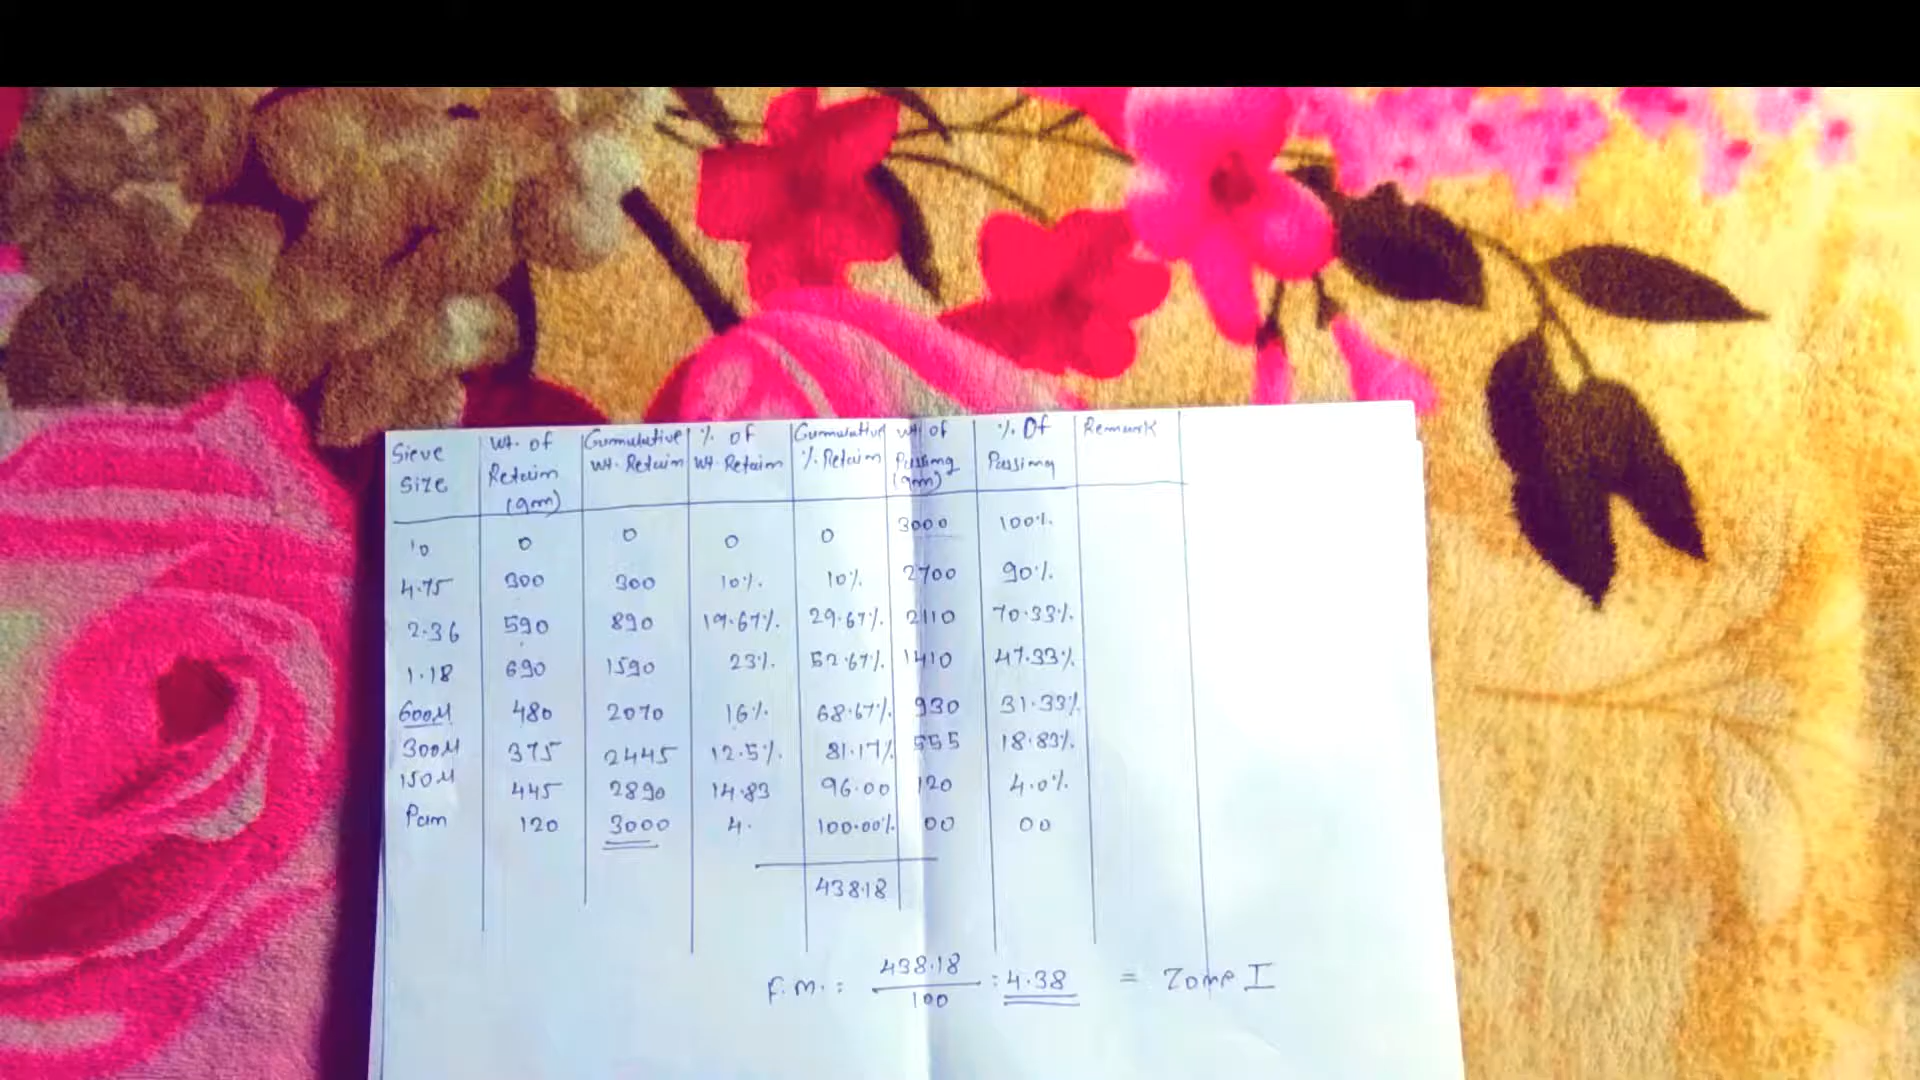 Sieve Size | Wt. of Retain (gm) | Cummulative wt. Retain | % of wt. Retain | Cummulative % Retain | wt. of Passing (gm) | % Of Passing | Remark
10 | 0 | 0 | 0 | 0 | 3000 | 100%
4.75 | 300 | 300 | 10% | 10% | 2700 | 90%
2.36 | 590 | 890 | 19.67% | 29.67% | 2110 | 70.33%
1.18 | 690 | 1590 | 23% | 52.67% | 1410 | 47.33%
600M | 480 | 2070 | 16% | 68.67% | 930 | 31.33%
300M | 375 | 2445 | 12.5% | 81.17% | 555 | 18.83%
150M | 445 | 2890 | 14.83 | 96.00 | 120 | 4.0%
Pam | 120 | 3000 | 4. | 100.00% | 00 | 00
438.18
F.M. : 438.18 / 100 : 4.38 = Zone I